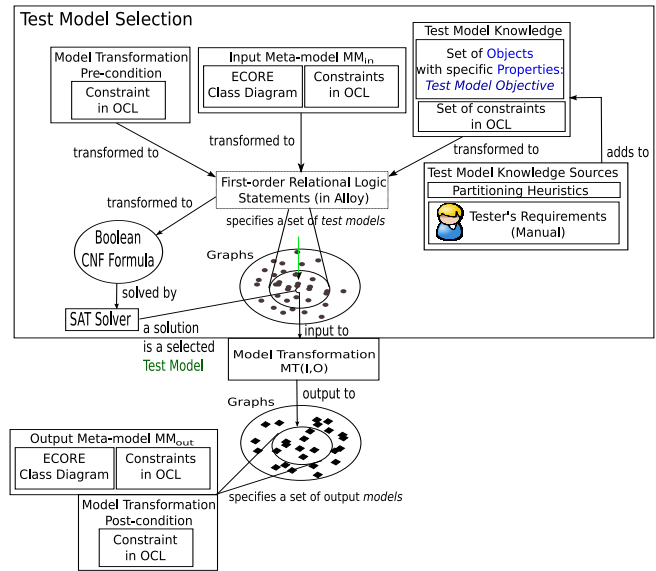 Test Model Selection
Model Transformation
Pre-condition
Constraint
in OCL
Input Meta-model MMin
ECORE
Class Diagram
Constraints
in OCL
Test Model Knowledge
Set of Objects
with specific Properties:
Test Model Objective
Set of constraints
in OCL
transformed to
transformed to
transformed to
adds to
Test Model Knowledge Sources
Partitioning Heuristics
Tester's Requirements
(Manual)
First-order Relational Logic
Statements (in Alloy)
transformed to
specifies a set of test models
Boolean
CNF Formula
Graphs
solved by
SAT Solver
a solution
is a selected
Test Model
input to
Model Transformation
MT(I,O)
output to
Graphs
Output Meta-model MMout
ECORE
Class Diagram
Constraints
in OCL
specifies a set of output models
Model Transformation
Post-condition
Constraint
in OCL